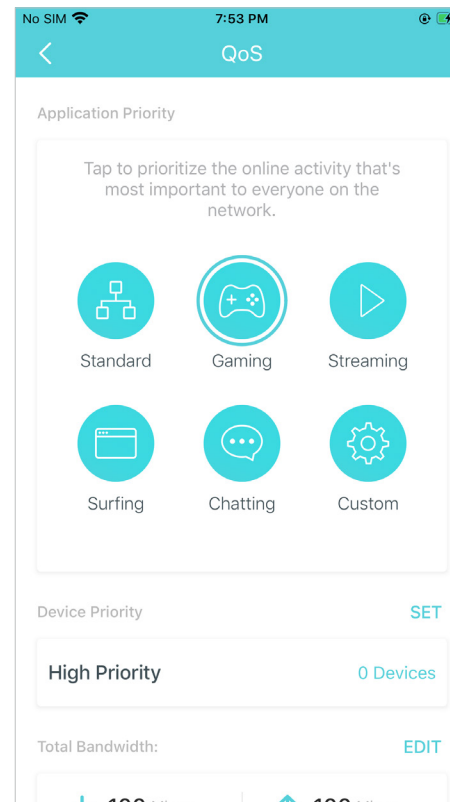 No SIM 7:53 PM
QoS
Application Priority
Tap to prioritize the online activity that's
most important to everyone on the
network.
Standard Gaming Streaming
Surfing Chatting Custom
Device Priority SET
High Priority 0 Devices
Total Bandwidth: EDIT
100 100